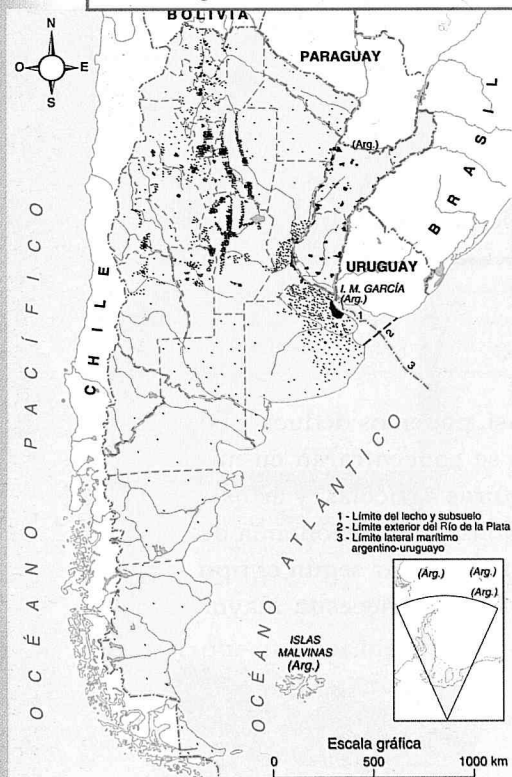 BOLIVIA
N
O
E
S
PARAGUAY
(Arg.)
BRASIL
URUGUAY
I. M. GARCÍA
(Arg.)
1
2
3
CHILE
OCÉANO PACÍFICO
OCÉANO ATLÁNTICO
1 - Límite del lecho y subsuelo
2 - Límite exterior del Río de la Plata
3 - Límite lateral marítimo
argentino-uruguayo
(Arg.)
(Arg.)
(Arg.)
ISLAS
MALVINAS
(Arg.)
Escala gráfica
0 500 1000 km